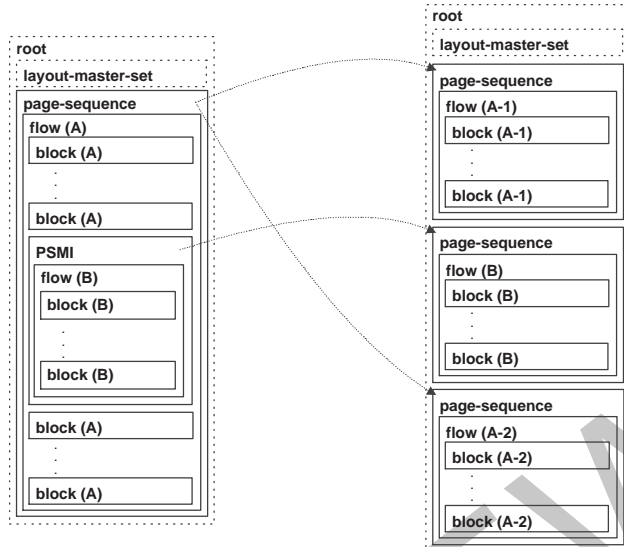 root
layout-master-set
page-sequence
flow (A)
block (A)
block (A)
PSMI
flow (B)
block (B)
block (B)
block (A)
block (A)
root
layout-master-set
page-sequence
flow (A-1)
block (A-1)
block (A-1)
page-sequence
flow (B)
block (B)
block (B)
page-sequence
flow (A-2)
block (A-2)
block (A-2)